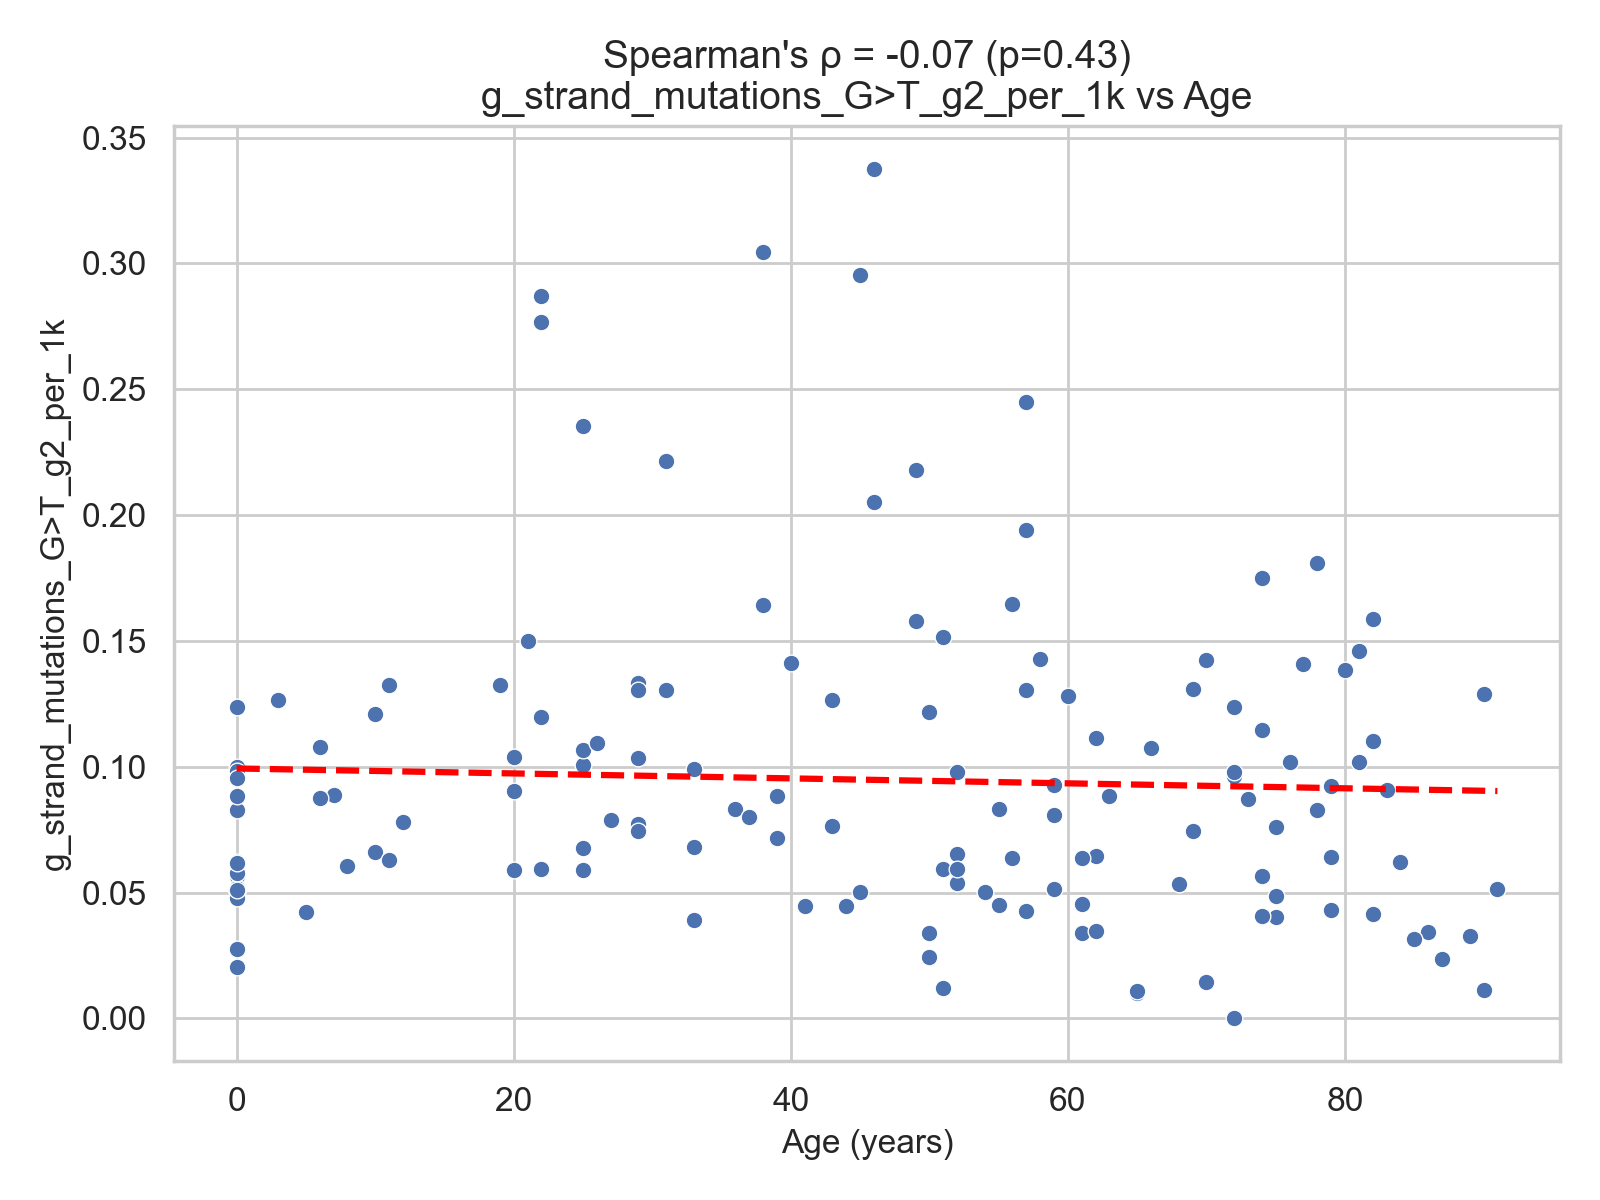 Spearman's ρ = -0.07 (p=0.43)
g_strand_mutations_G>T_g2_per_1k vs Age
g_strand_mutations_G>T_g2_per_1k
0.35
0.30
0.25
0.20
0.15
0.10
0.05
0.00
0 20 40 60 80
Age (years)